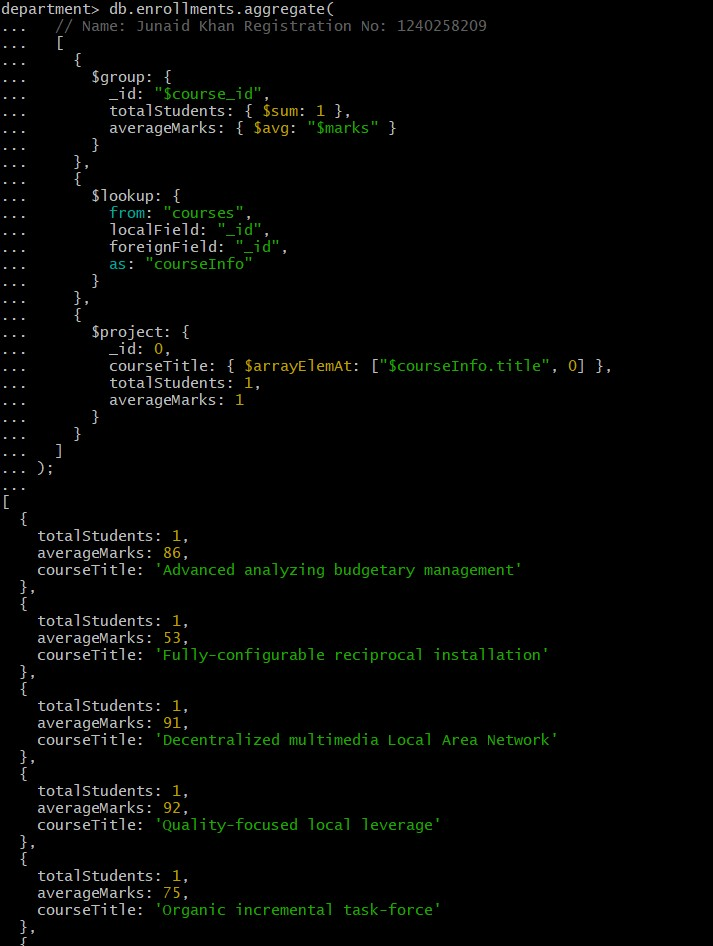 department> db.enrollments.aggregate(
...   // Name: Junaid Khan Registration No: 1240258209
...   [
...     {
...       $group: {
...         _id: "$course_id",
...         totalStudents: { $sum: 1 },
...         averageMarks: { $avg: "$marks" }
...       }
...     },
...     {
...       $lookup: {
...         from: "courses",
...         localField: "_id",
...         foreignField: "_id",
...         as: "courseInfo"
...       }
...     },
...     {
...       $project: {
...         _id: 0,
...         courseTitle: { $arrayElemAt: ["$courseInfo.title", 0] },
...         totalStudents: 1,
...         averageMarks: 1
...       }
...     }
...   ]
... );
...
[
  {
    totalStudents: 1,
    averageMarks: 86,
    courseTitle: 'Advanced analyzing budgetary management'
  },
  {
    totalStudents: 1,
    averageMarks: 53,
    courseTitle: 'Fully-configurable reciprocal installation'
  },
  {
    totalStudents: 1,
    averageMarks: 91,
    courseTitle: 'Decentralized multimedia Local Area Network'
  },
  {
    totalStudents: 1,
    averageMarks: 92,
    courseTitle: 'Quality-focused local leverage'
  },
  {
    totalStudents: 1,
    averageMarks: 75,
    courseTitle: 'Organic incremental task-force'
  },
  {